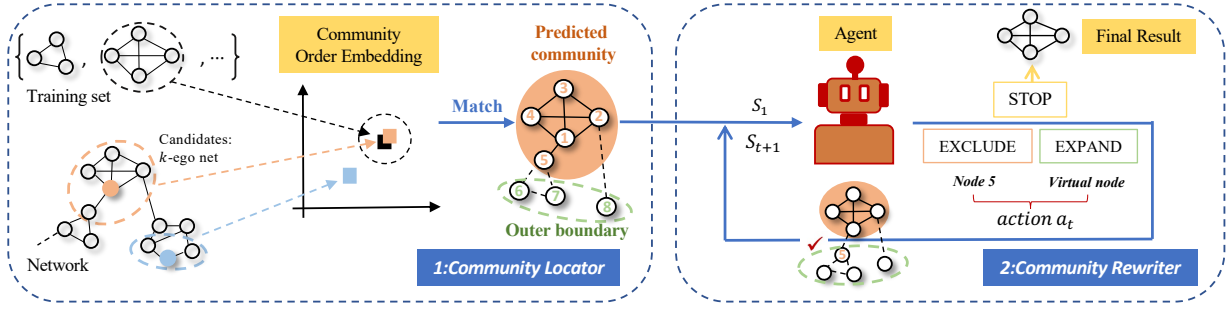 { , , ... }
Training set
Community
Order Embedding
Predicted
community
Candidates:
k-ego net
Network
Match
3
4
2
1
5
6
7
8
Outer boundary
1:Community Locator
Agent
Final Result
STOP
S1
St+1
EXCLUDE
EXPAND
Node 5
Virtual node
action at
✓
5
2:Community Rewriter